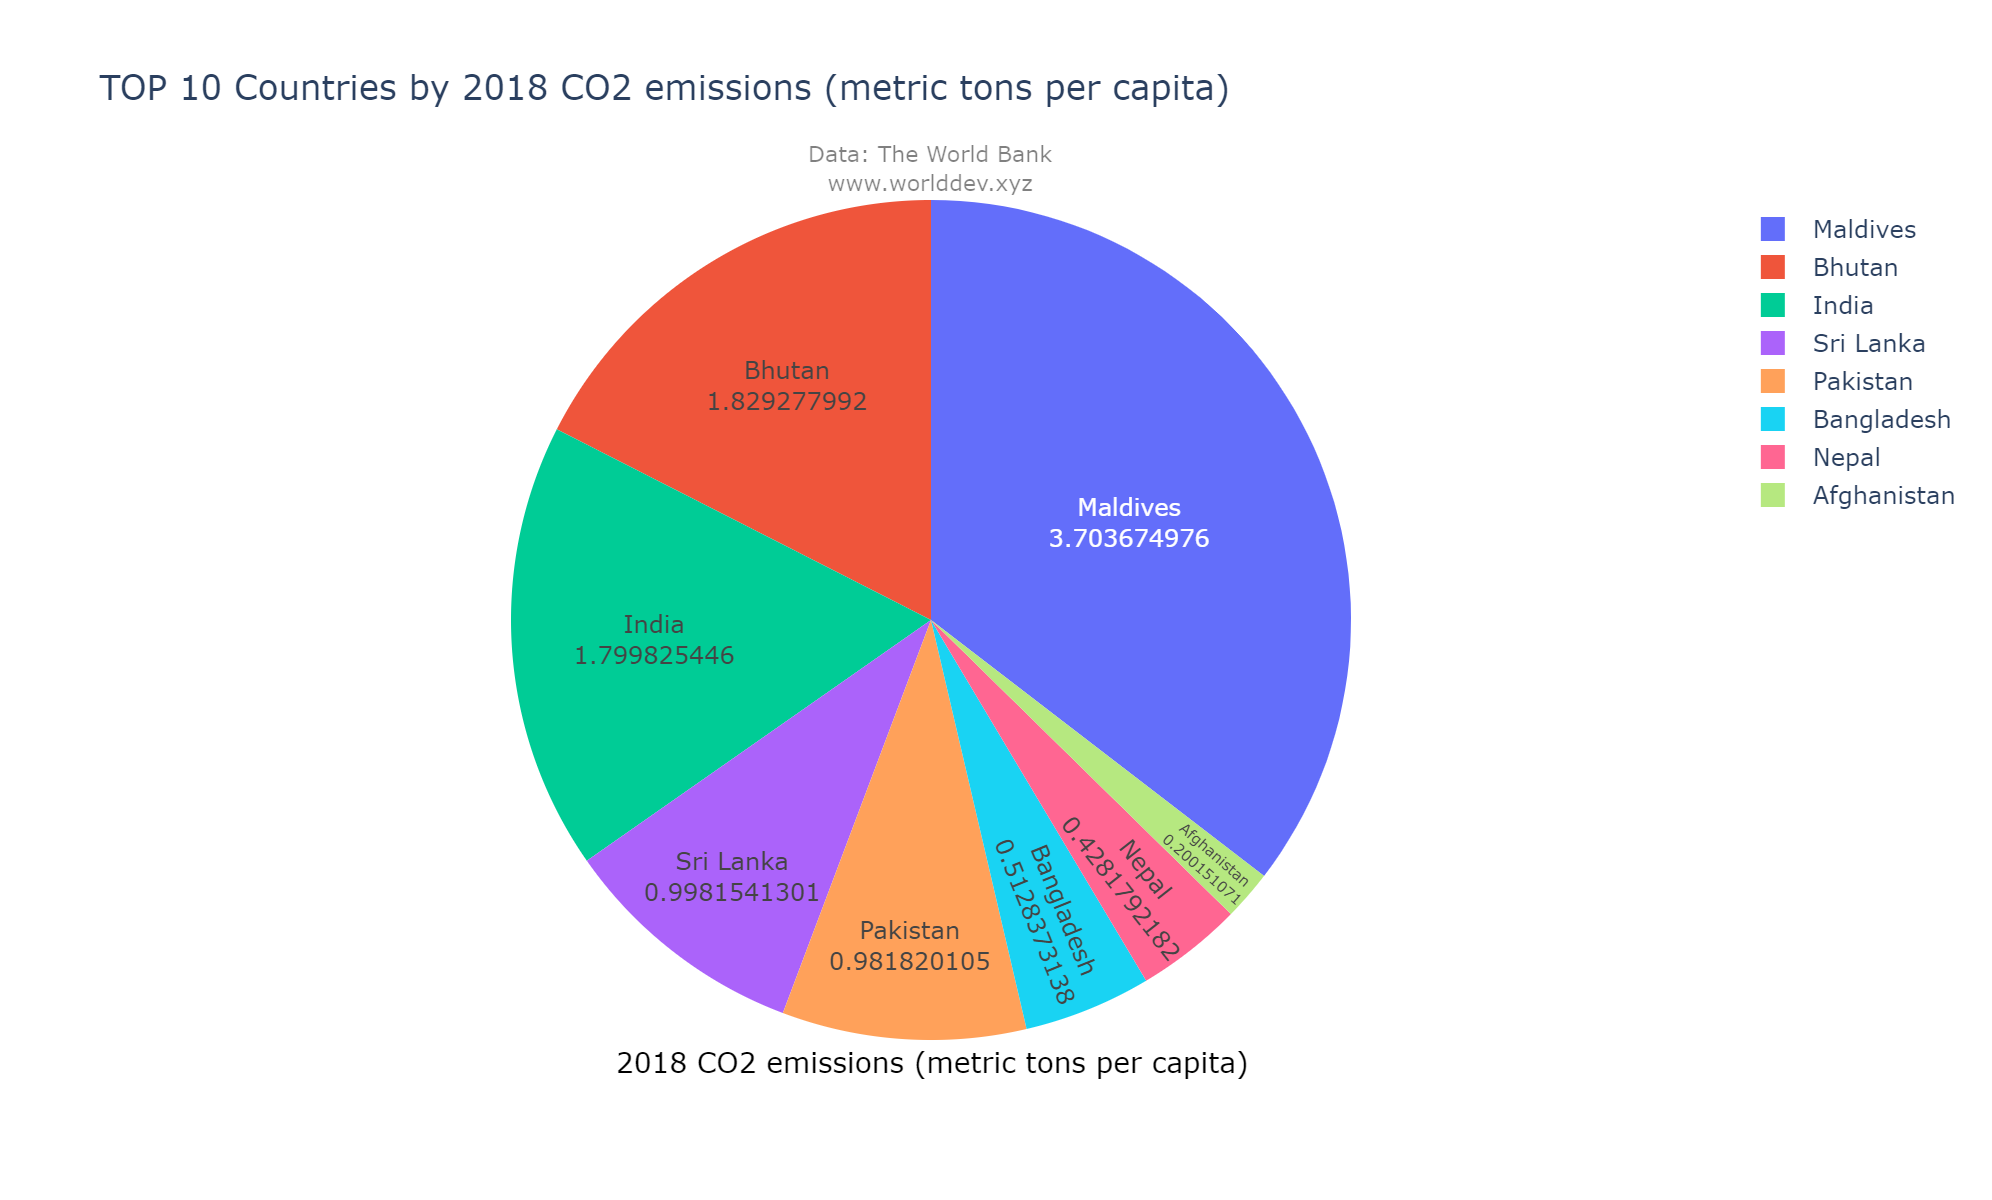 TOP 10 Countries by 2018 CO2 emissions (metric tons per capita)
Data: The World Bank
www.worlddev.xyz
Maldives
Bhutan
India
Sri Lanka
Pakistan
Bangladesh
Nepal
Afghanistan
Bhutan
1.829277992
Maldives
3.703674976
India
1.799825446
Sri Lanka
0.9981541301
Pakistan
0.981820105
Bangladesh
0.5128373138
Nepal
0.4281792182
Afghanistan
0.200151071
2018 CO2 emissions (metric tons per capita)